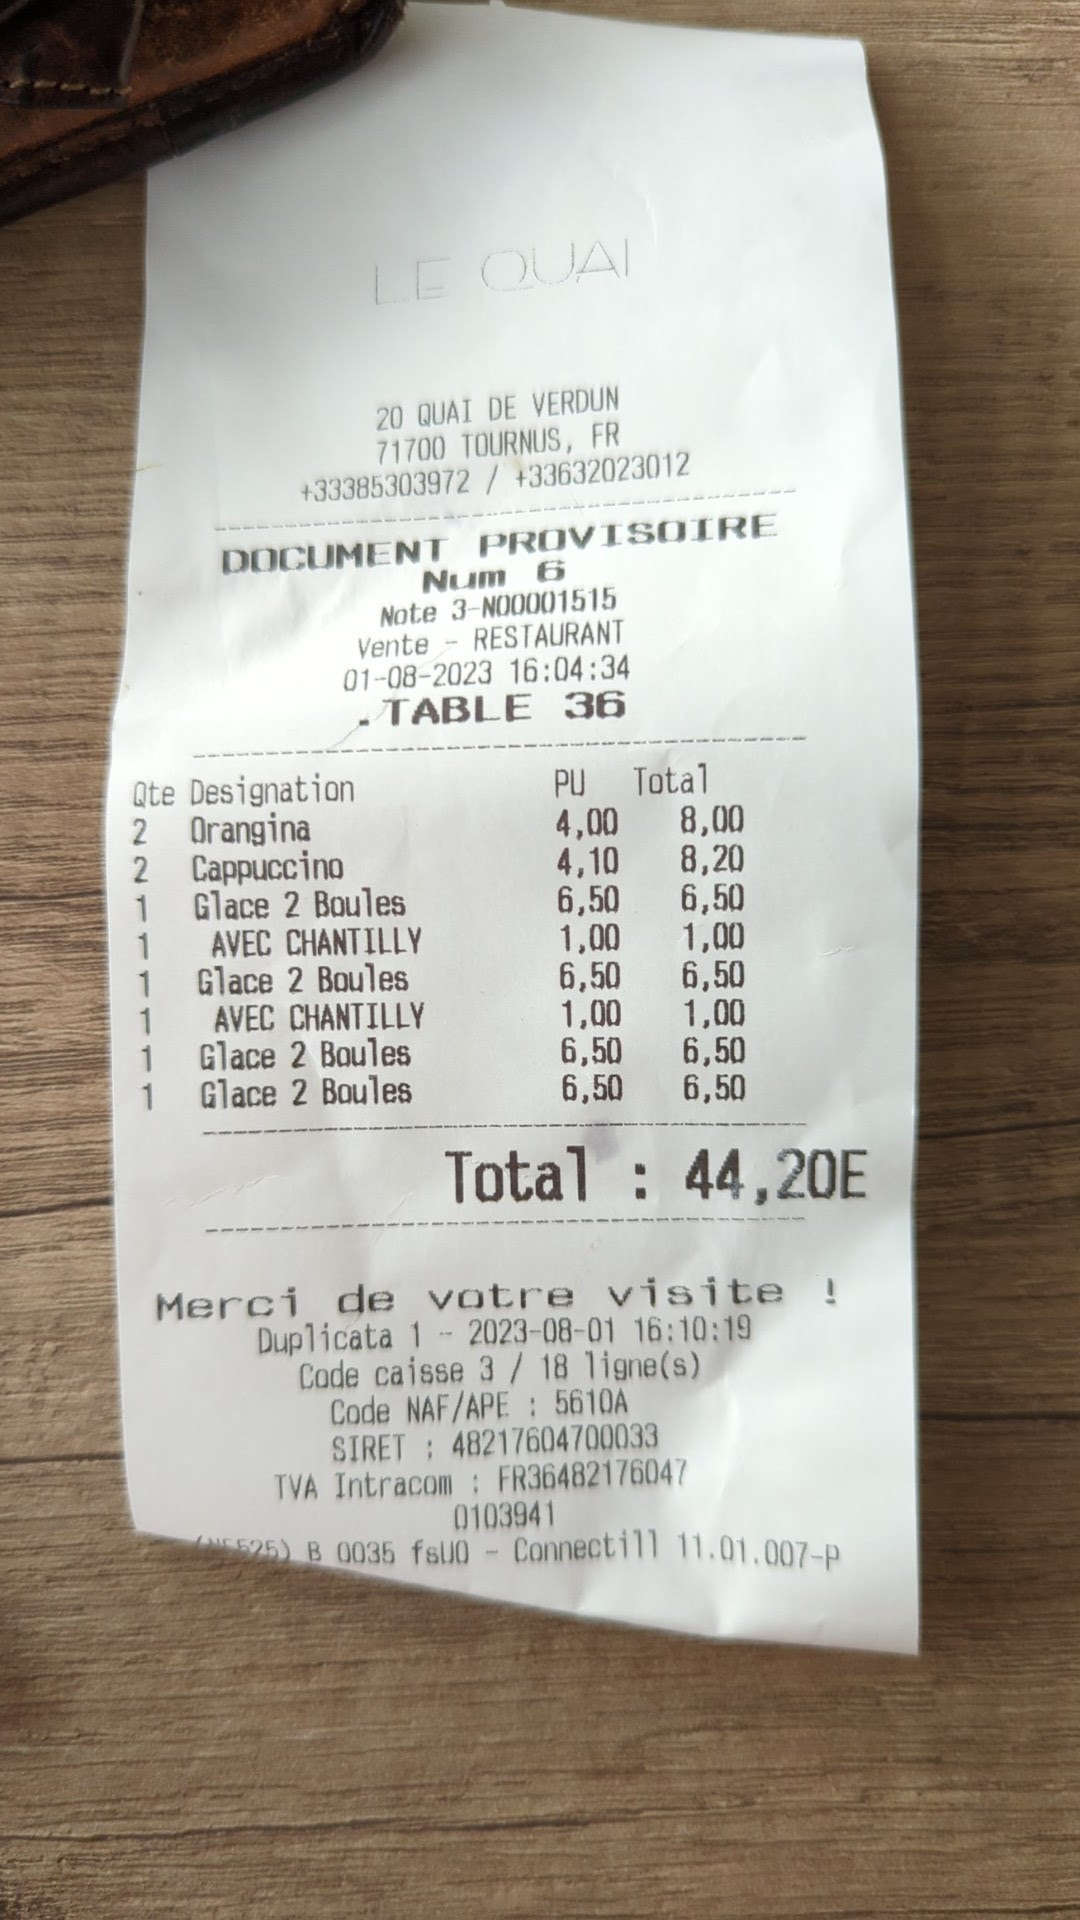 LE QUAI
20 QUAI DE VERDUN
71700 TOURNUS, FR
+33385303972 / +33632023012
DOCUMENT PROVISOIRE
Num 6
Note 3-N00001515
Vente - RESTAURANT
01-08-2023 16:04:34
.TABLE 36
Qte Designation PU Total
2 Orangina 4,00 8,00
2 Cappuccino 4,10 8,20
1 Glace 2 Boules 6,50 6,50
1 AVEC CHANTILLY 1,00 1,00
1 Glace 2 Boules 6,50 6,50
1 AVEC CHANTILLY 1,00 1,00
1 Glace 2 Boules 6,50 6,50
1 Glace 2 Boules 6,50 6,50
Total : 44,20E
Merci de votre visite !
Duplicata 1 - 2023-08-01 16:10:19
Code caisse 3 / 18 ligne(s)
Code NAF/APE : 5610A
SIRET : 48217604700033
TVA Intracom : FR36482176047
0103941
(NF525) B 0035 fsUO - Connectill 11.01.007-P